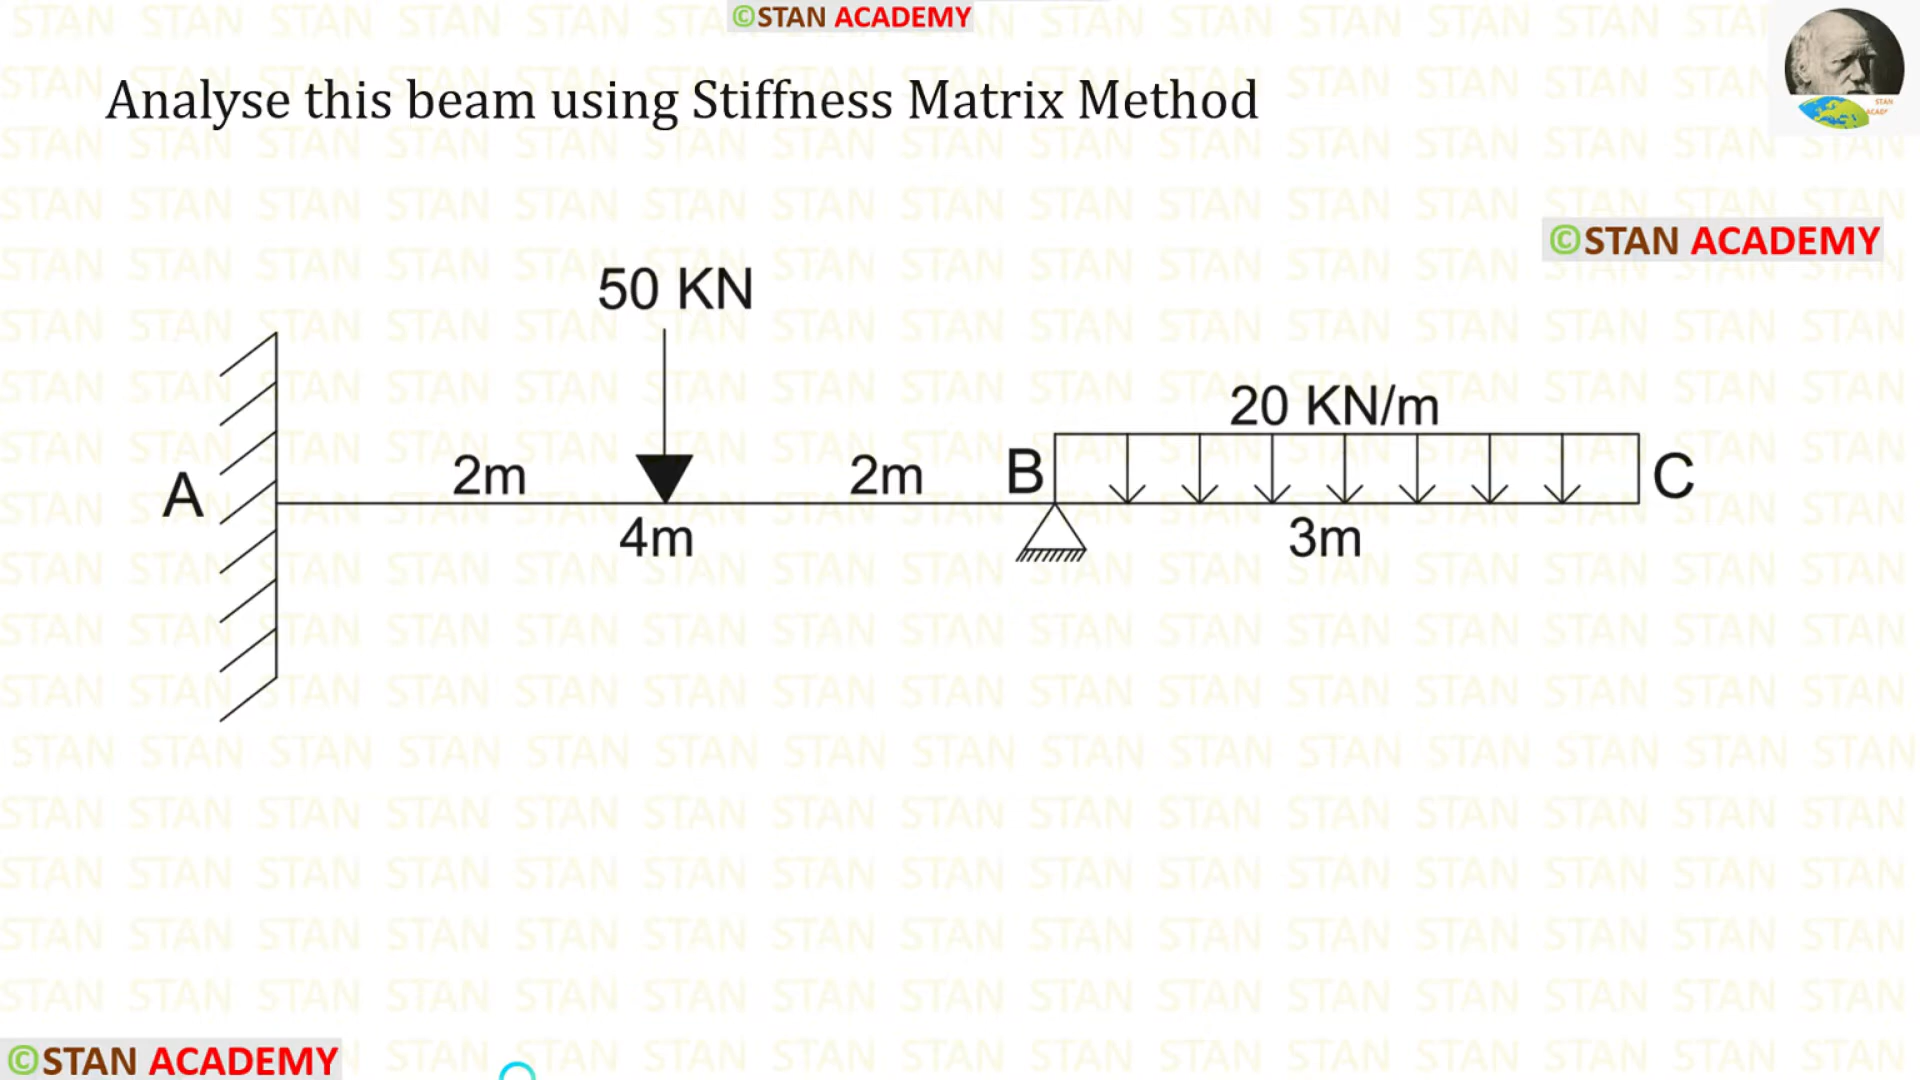 ©STAN ACADEMY
Analyse this beam using Stiffness Matrix Method
©STAN ACADEMY
50 KN
20 KN/m
A
2m
2m
B
C
4m
3m
©STAN ACADEMY